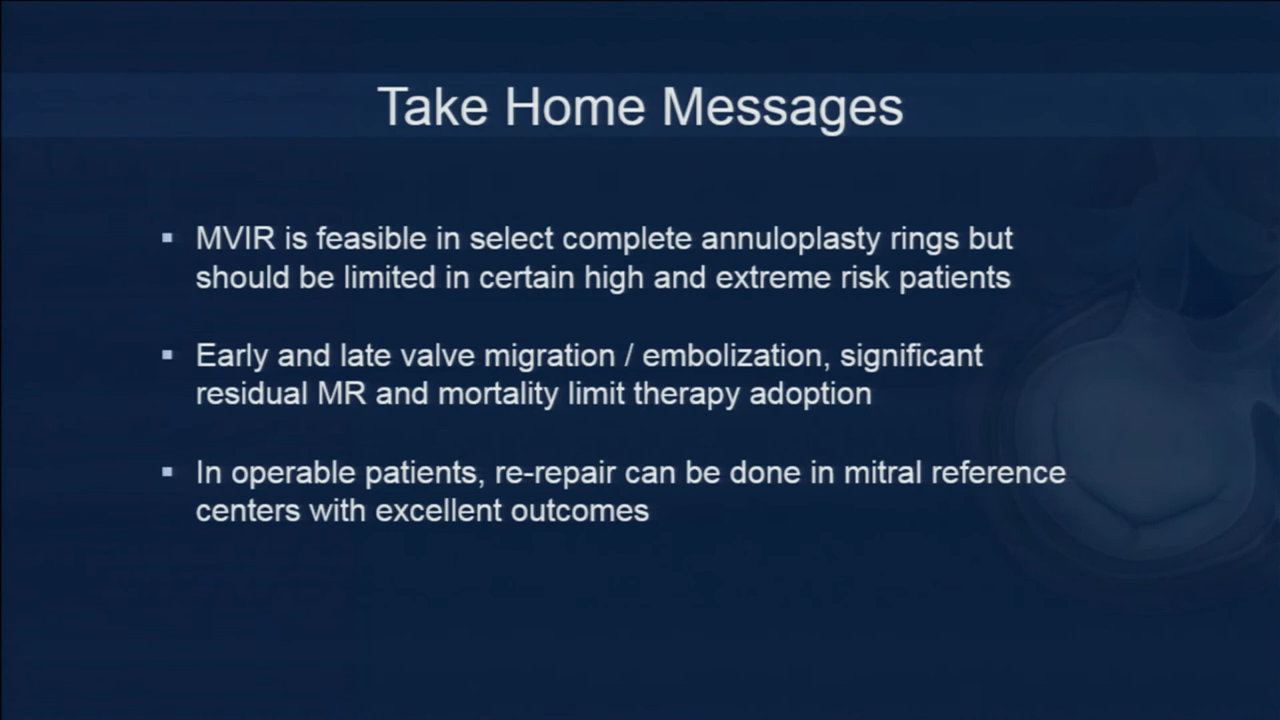 Take Home Messages
▪ MVIR is feasible in select complete annuloplasty rings but
should be limited in certain high and extreme risk patients
▪ Early and late valve migration / embolization, significant
residual MR and mortality limit therapy adoption
▪ In operable patients, re-repair can be done in mitral reference
centers with excellent outcomes